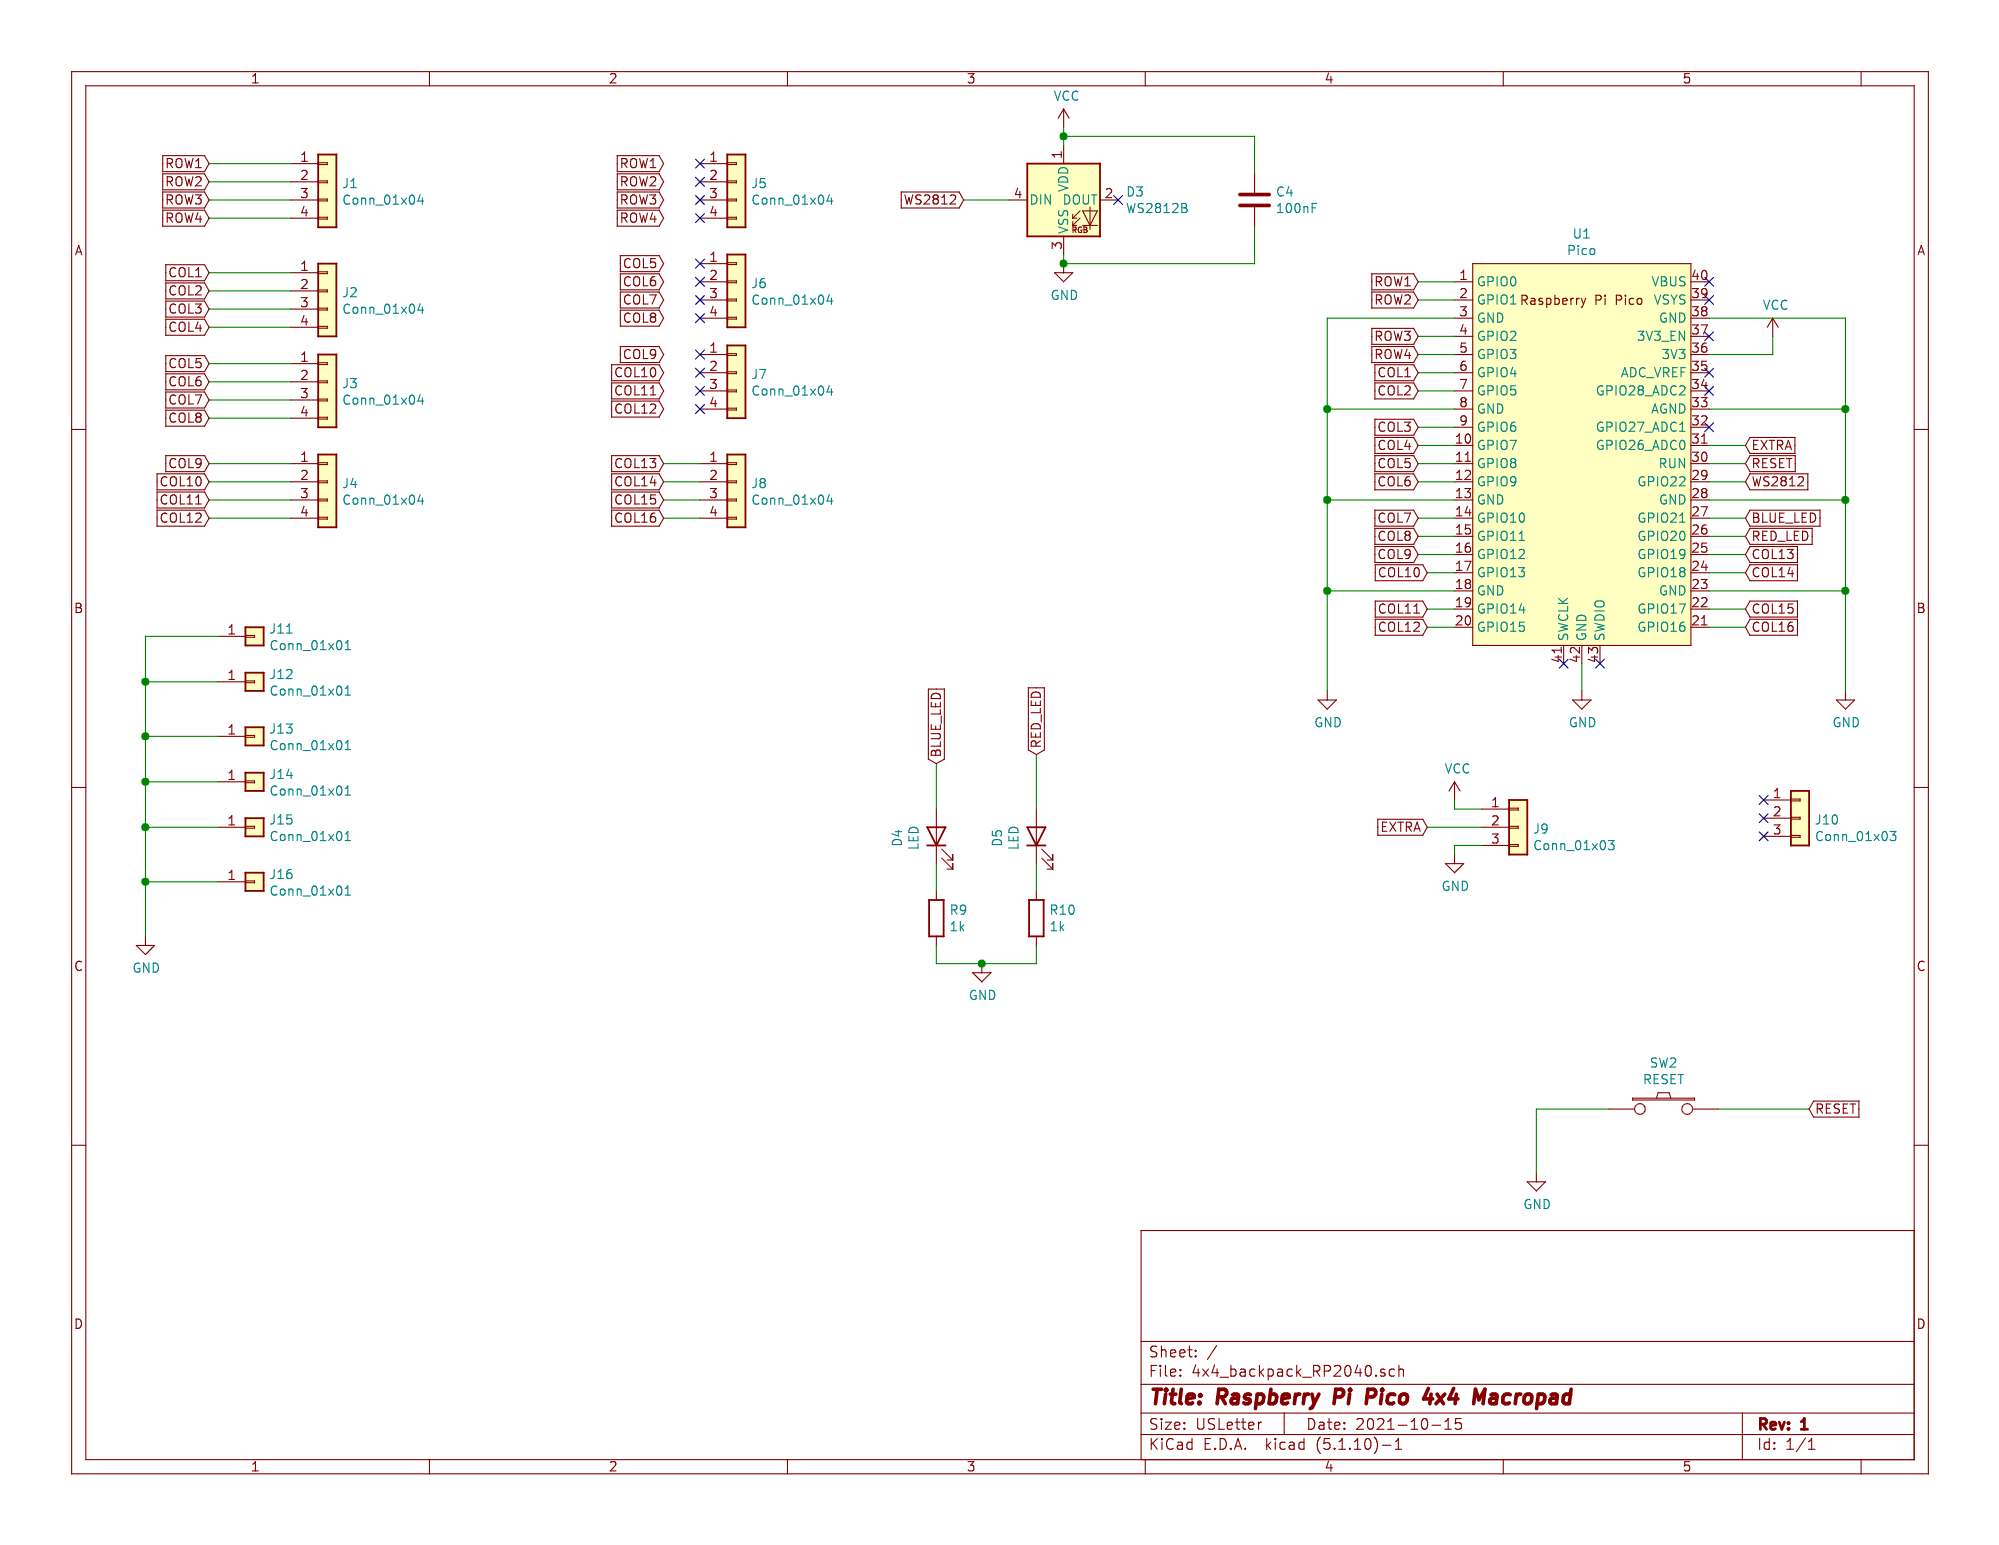 1 2 3 4 5
A
B
C
D
A
B
C
D
1 2 3 4 5
ROW1 1
ROW2 2
ROW3 3
ROW4 4
J1
Conn_01x04
COL1 1
COL2 2
COL3 3
COL4 4
J2
Conn_01x04
COL5 1
COL6 2
COL7 3
COL8 4
J3
Conn_01x04
COL9 1
COL10 2
COL11 3
COL12 4
J4
Conn_01x04
ROW1 1
ROW2 2
ROW3 3
ROW4 4
J5
Conn_01x04
COL5 1
COL6 2
COL7 3
COL8 4
J6
Conn_01x04
COL9 1
COL10 2
COL11 3
COL12 4
J7
Conn_01x04
COL13 1
COL14 2
COL15 3
COL16 4
J8
Conn_01x04
VCC
1
VDD
WS2812 4 DIN DOUT 2
VSS
RGB
3
GND
D3
WS2812B
C4
100nF
U1
Pico
Raspberry Pi Pico
ROW1 1 GPIO0
ROW2 2 GPIO1
3 GND
ROW3 4 GPIO2
ROW4 5 GPIO3
COL1 6 GPIO4
COL2 7 GPIO5
8 GND
COL3 9 GPIO6
COL4 10 GPIO7
COL5 11 GPIO8
COL6 12 GPIO9
13 GND
COL7 14 GPIO10
COL8 15 GPIO11
COL9 16 GPIO12
COL10 17 GPIO13
18 GND
COL11 19 GPIO14
COL12 20 GPIO15
VBUS 40
VSYS 39
GND 38
3V3_EN 37
3V3 36
ADC_VREF 35
GPIO28_ADC2 34
AGND 33
GPIO27_ADC1 32
GPIO26_ADC0 31 EXTRA
RUN 30 RESET
GPIO22 29 WS2812
GND 28
GPIO21 27 BLUE_LED
GPIO20 26 RED_LED
GPIO19 25 COL13
GPIO18 24 COL14
GND 23
GPIO17 22 COL15
GPIO16 21 COL16
SWCLK 41
GND 42
SWDIO 43
VCC
GND
GND
GND
1 J11
Conn_01x01
1 J12
Conn_01x01
1 J13
Conn_01x01
1 J14
Conn_01x01
1 J15
Conn_01x01
1 J16
Conn_01x01
GND
BLUE_LED
RED_LED
D4
LED
D5
LED
R9
1k
R10
1k
GND
VCC
1
EXTRA 2
3
GND
J9
Conn_01x03
1
2
3
J10
Conn_01x03
SW2
RESET
RESET
GND
Sheet: /
File: 4x4_backpack_RP2040.sch
Title: Raspberry Pi Pico 4x4 Macropad
Size: USLetter Date: 2021-10-15 Rev: 1
KiCad E.D.A. kicad (5.1.10)-1 Id: 1/1